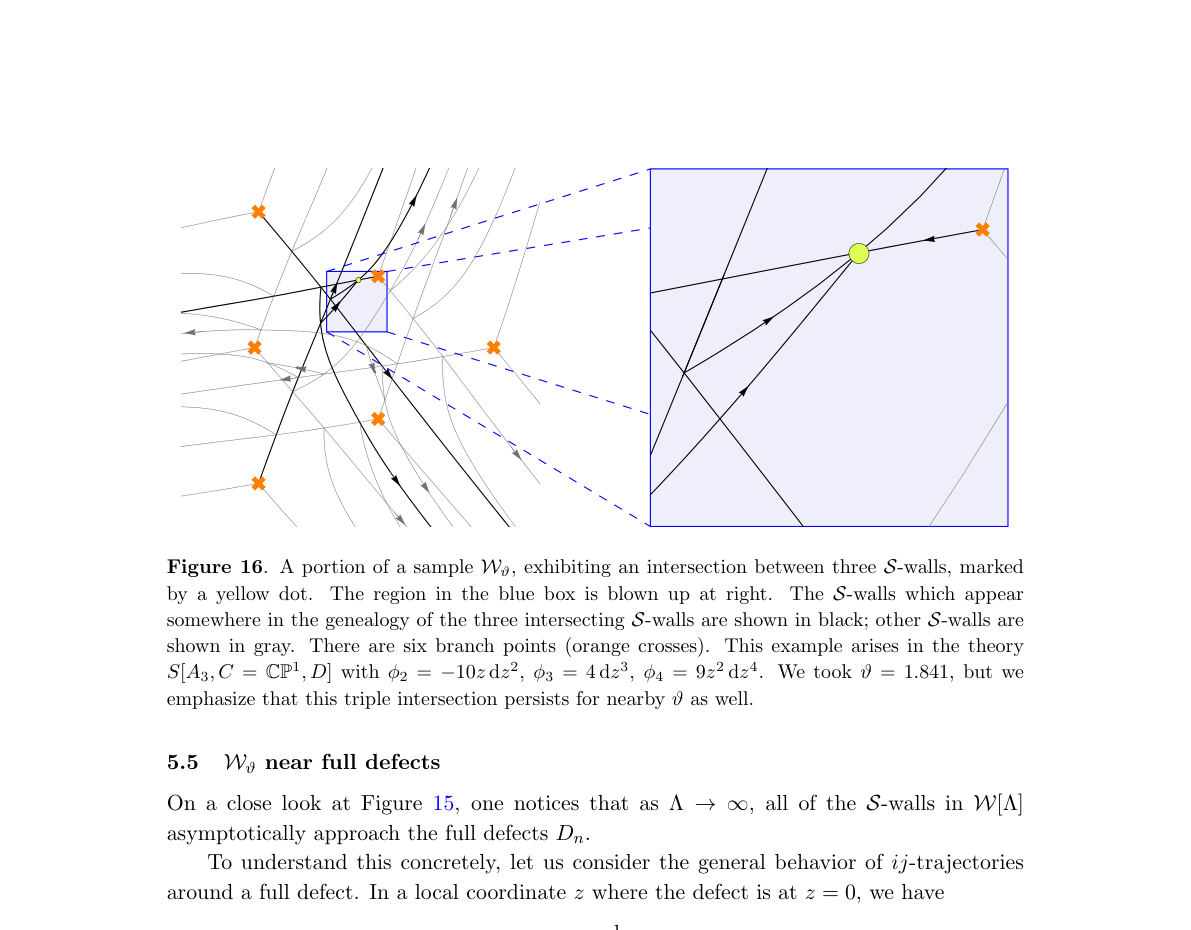 Figure 16. A portion of a sample 𝒲ϑ, exhibiting an intersection between three 𝒮-walls, marked
by a yellow dot. The region in the blue box is blown up at right. The 𝒮-walls which appear
somewhere in the genealogy of the three intersecting 𝒮-walls are shown in black; other 𝒮-walls are
shown in gray. There are six branch points (orange crosses). This example arises in the theory
S[A₃, C = ℂℙ¹, D] with ϕ₂ = −10z dz², ϕ₃ = 4 dz³, ϕ₄ = 9z² dz⁴. We took ϑ = 1.841, but we
emphasize that this triple intersection persists for nearby ϑ as well.
5.5 𝒲ϑ near full defects
On a close look at Figure 15, one notices that as Λ → ∞, all of the 𝒮-walls in 𝒲[Λ]
asymptotically approach the full defects Dₙ.
To understand this concretely, let us consider the general behavior of ij-trajectories
around a full defect. In a local coordinate z where the defect is at z = 0, we have